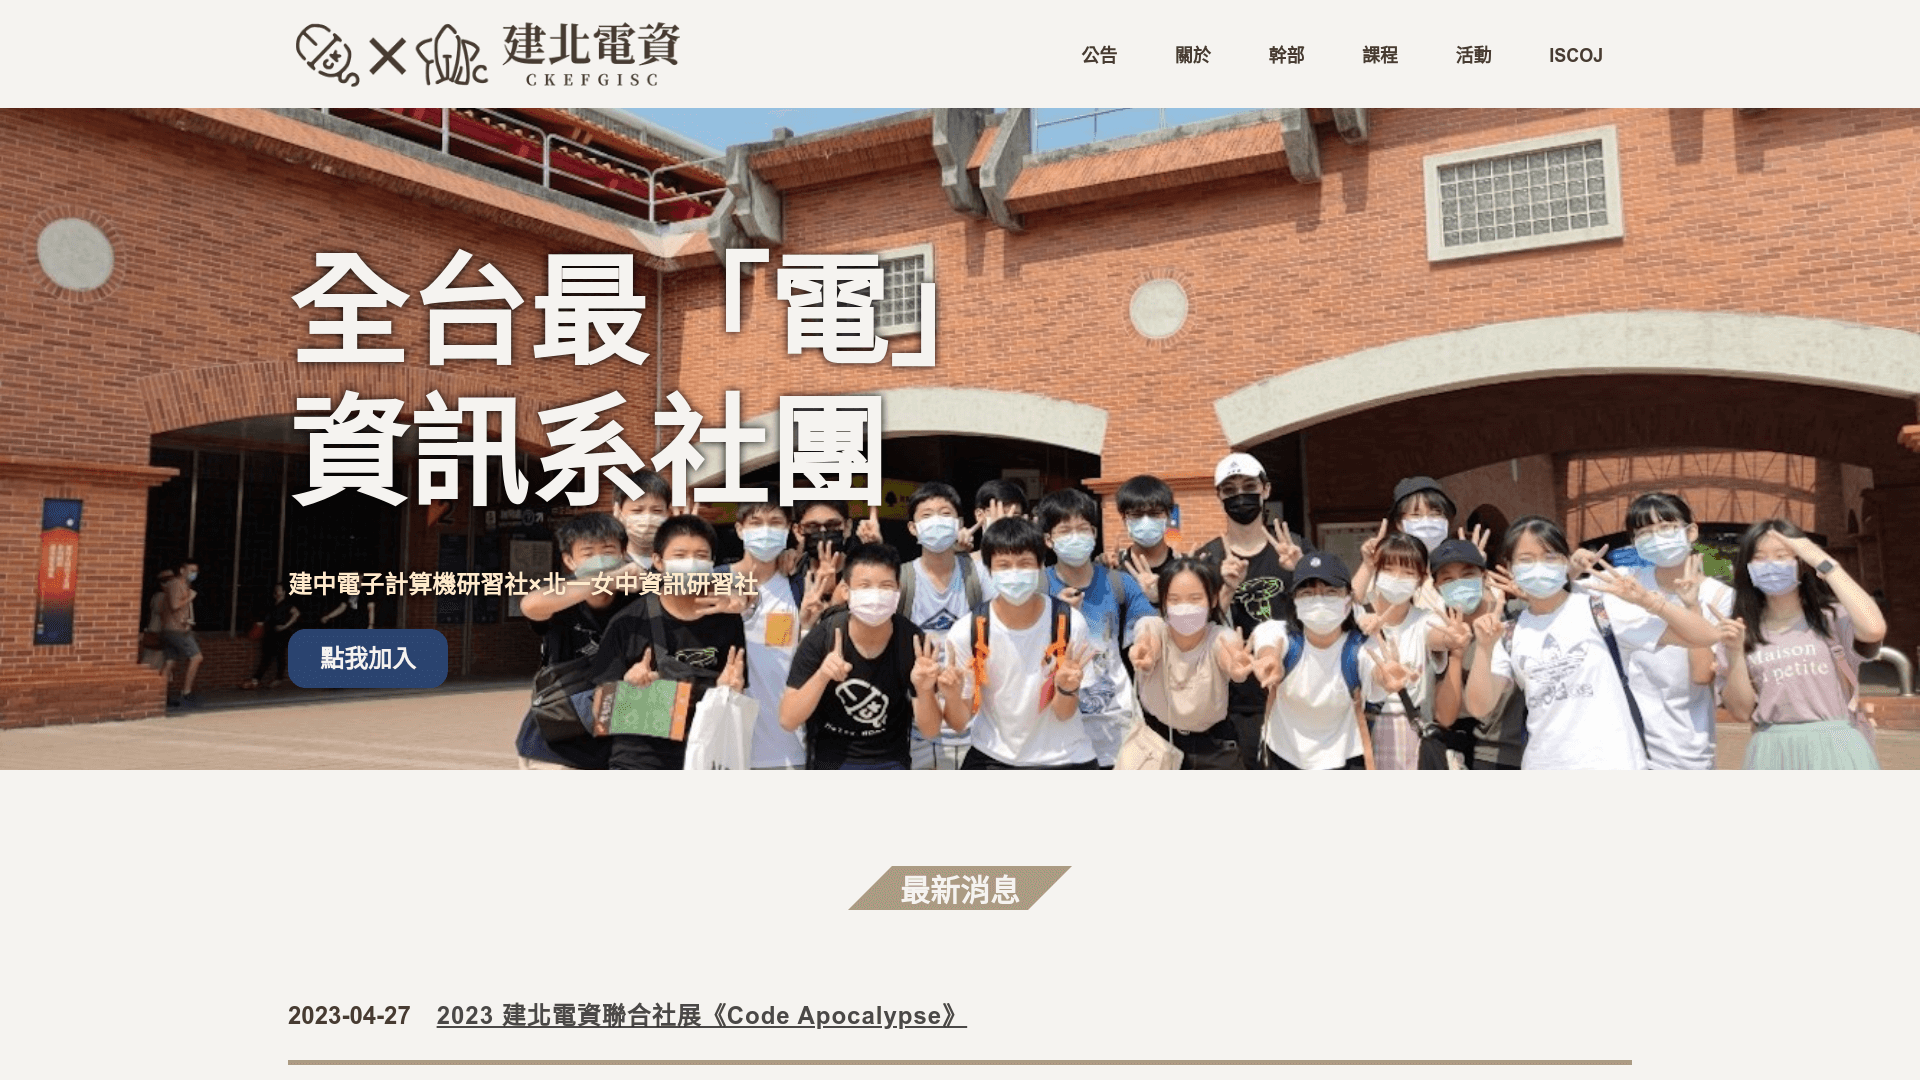 建北電資
CKEFGISC
公告
關於
幹部
課程
活動
ISCOJ
全台最「電」
資訊系社團
建中電子計算機研習社×北一女中資訊研習社
點我加入
最新消息
2023-04-27 2023 建北電資聯合社展《Code Apocalypse》